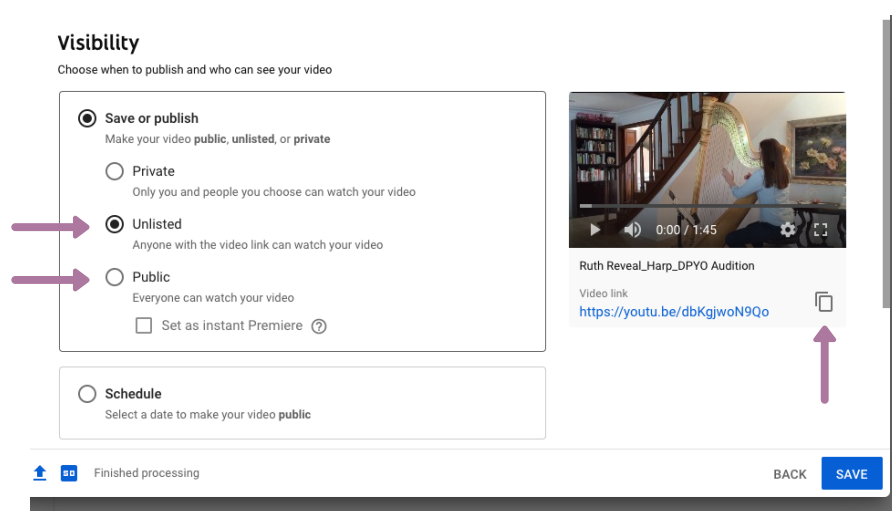 Visibility
Choose when to publish and who can see your video
Save or publish
Make your video public, unlisted, or private
Private
Only you and people you choose can watch your video
Unlisted
Anyone with the video link can watch your video
Public
Everyone can watch your video
Set as instant Premiere ?
Schedule
Select a date to make your video public
0:00 / 1:45
Ruth Reveal_Harp_DPYO Audition
Video link
https://youtu.be/dbKgjwoN9Qo
SD Finished processing
BACK SAVE